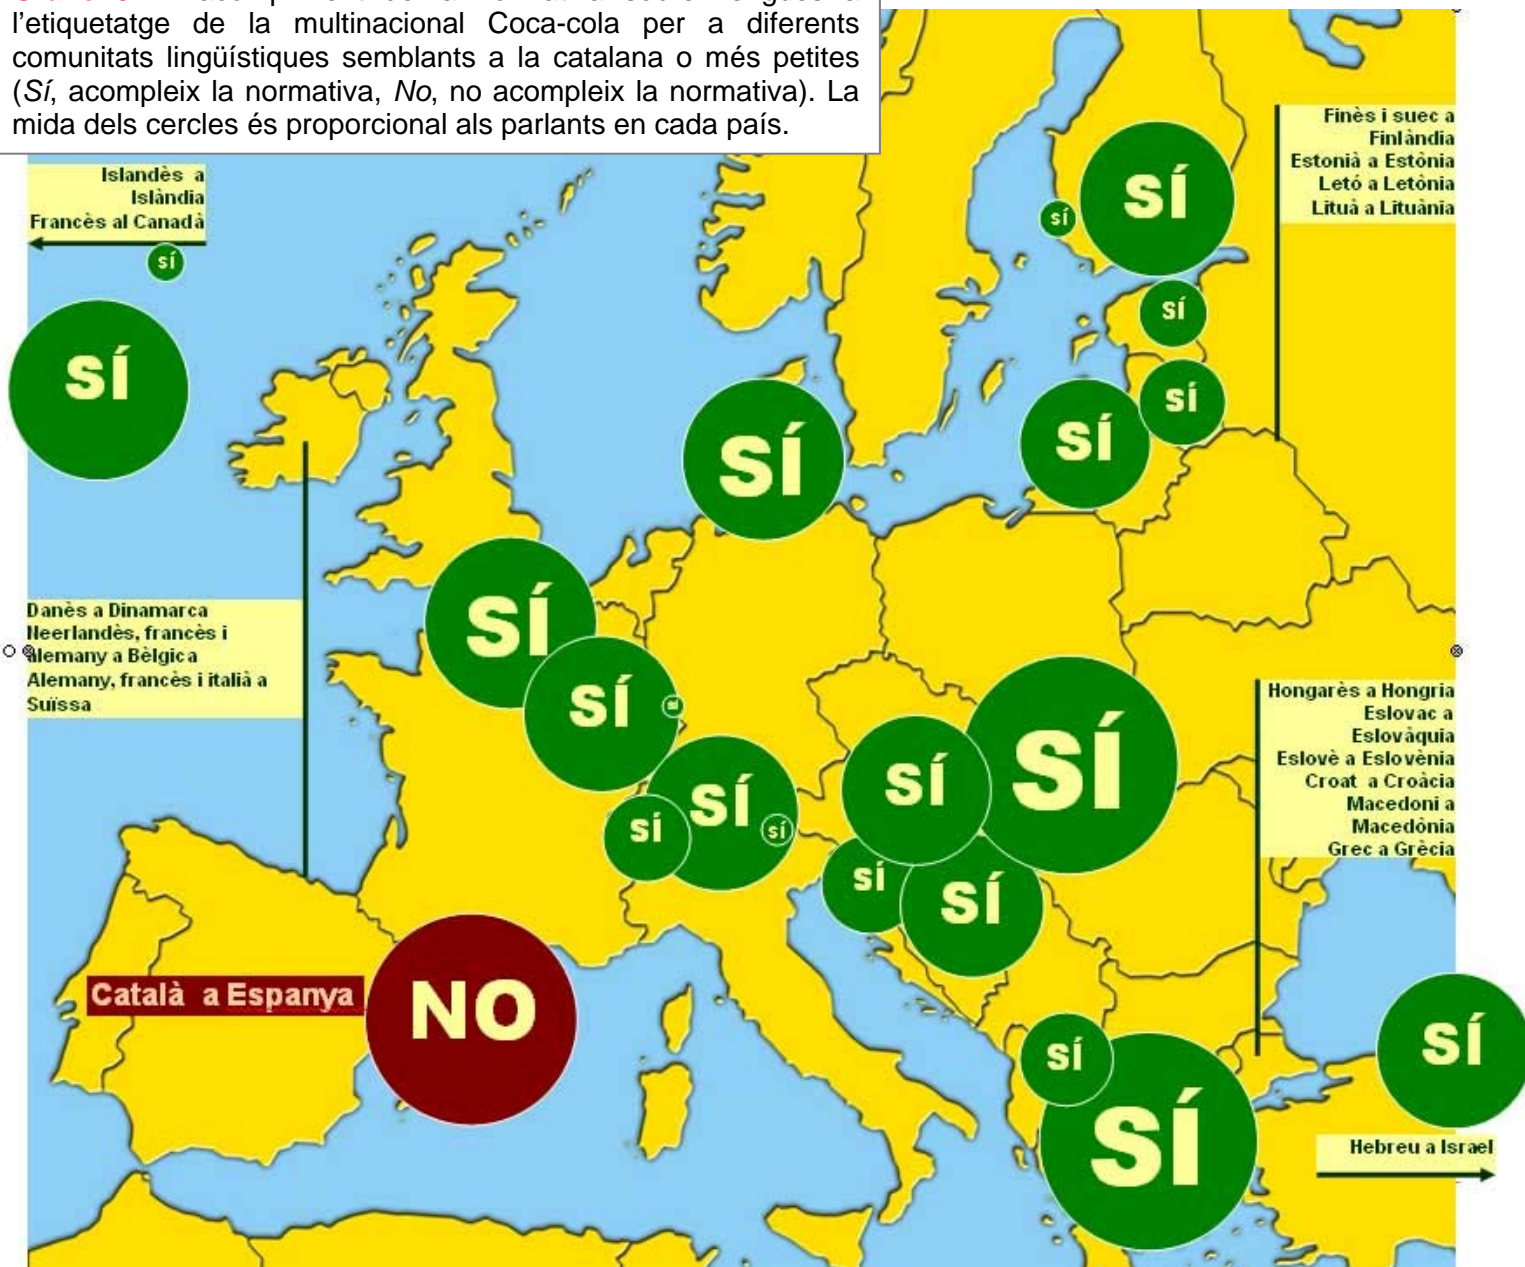 l'etiquetatge de la multinacional Coca-cola per a diferents
comunitats lingüístiques semblants a la catalana o més petites
(Sí, acompleix la normativa, No, no acompleix la normativa). La
mida dels cercles és proporcional als parlants en cada país.
Islandès a
Islàndia
Francès al Canadà
sí
SÍ
Finès i suec a
Finlàndia
Estonià a Estònia
Letó a Letònia
Lituà a Lituània
SÍ
sí
SÍ
SÍ
SÍ
SÍ
Danès a Dinamarca
Neerlandès, francès i
alemany a Bèlgica
Alemany, francès i italià a
Suïssa
SÍ
SÍ
sí
SÍ
SÍ
sí
Hongarès a Hongria
Eslovac a
Eslovàquia
Eslovè a Eslovènia
Croat a Croàcia
Macedoni a
Macedònia
Grec a Grècia
SÍ
SÍ
SÍ
SÍ
Català a Espanya
NO
SÍ
SÍ
SÍ
Hebreu a Israel